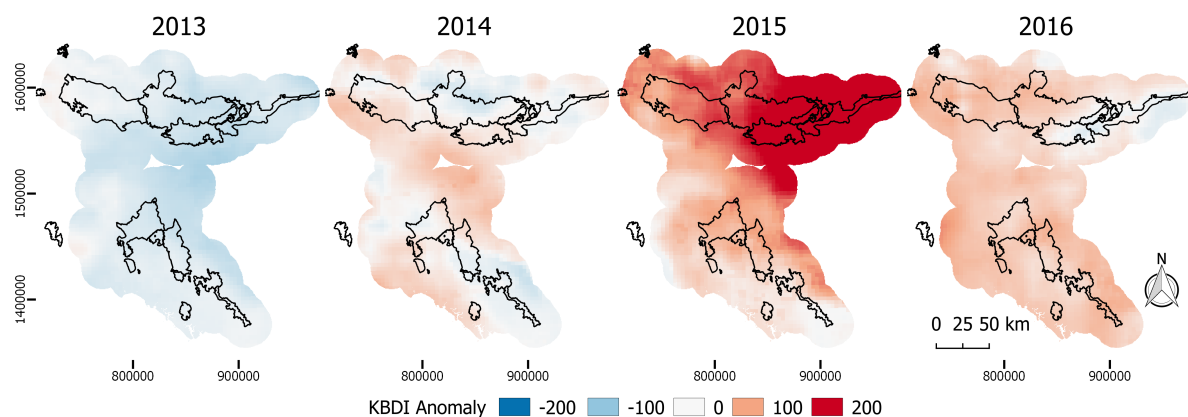 2013 2014 2015 2016
1600000
1500000
1400000
N
0 25 50 km
800000 900000 800000 900000 800000 900000 800000 900000
KBDI Anomaly -200 -100 0 100 200